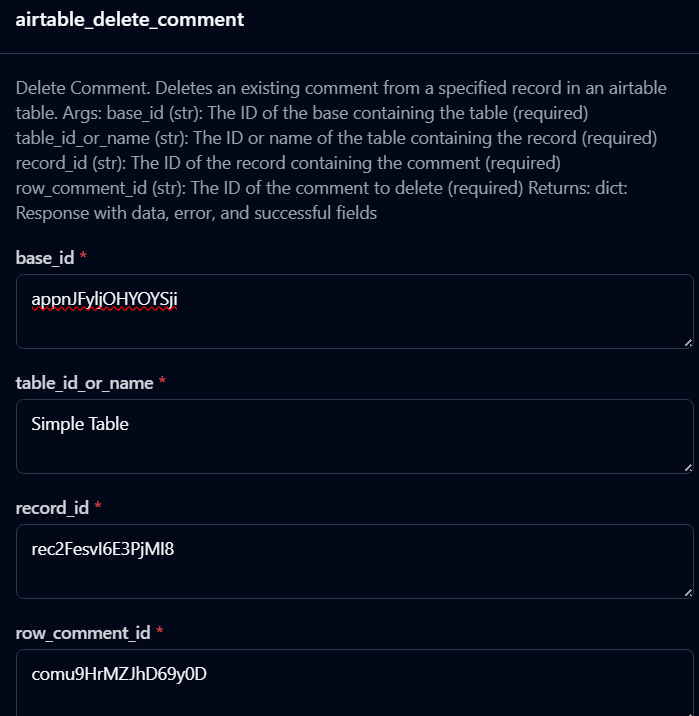 airtable_delete_comment
Delete Comment. Deletes an existing comment from a specified record in an airtable
table. Args: base_id (str): The ID of the base containing the table (required)
table_id_or_name (str): The ID or name of the table containing the record (required)
record_id (str): The ID of the record containing the comment (required)
row_comment_id (str): The ID of the comment to delete (required) Returns: dict:
Response with data, error, and successful fields
base_id *
appnJFyljOHYOYSji
table_id_or_name *
Simple Table
record_id *
rec2FesvI6E3PjMI8
row_comment_id *
comu9HrMZJhD69y0D